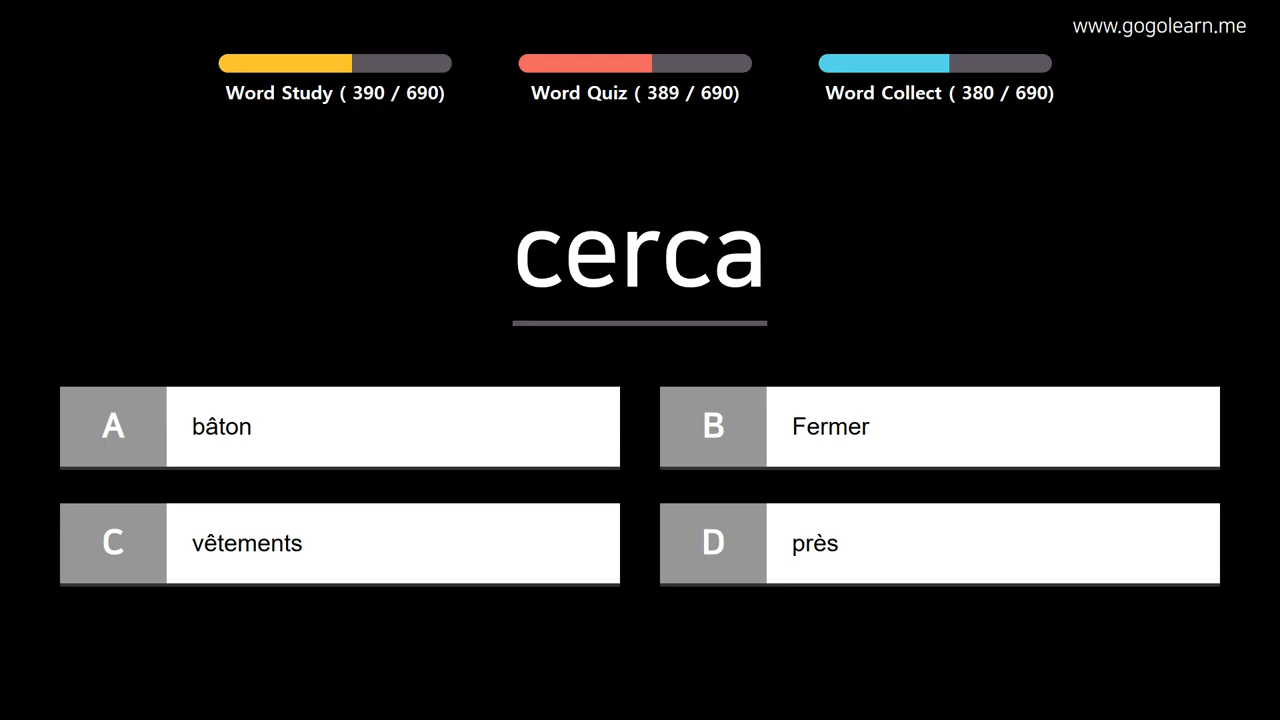 www.gogolearn.me
Word Study ( 390 / 690)
Word Quiz ( 389 / 690)
Word Collect ( 380 / 690)
cerca
A
bâton
B
Fermer
C
vêtements
D
près